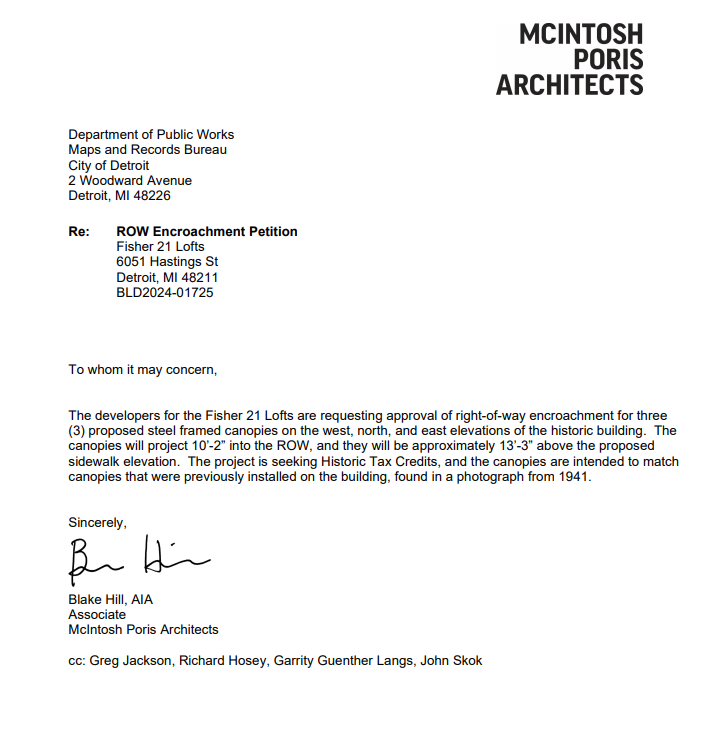 MCINTOSH
PORIS
ARCHITECTS
Department of Public Works
Maps and Records Bureau
City of Detroit
2 Woodward Avenue
Detroit, MI 48226
Re: ROW Encroachment Petition
Fisher 21 Lofts
6051 Hastings St
Detroit, MI 48211
BLD2024-01725
To whom it may concern,
The developers for the Fisher 21 Lofts are requesting approval of right-of-way encroachment for three
(3) proposed steel framed canopies on the west, north, and east elevations of the historic building.  The
canopies will project 10’-2” into the ROW, and they will be approximately 13’-3” above the proposed
sidewalk elevation.  The project is seeking Historic Tax Credits, and the canopies are intended to match
canopies that were previously installed on the building, found in a photograph from 1941.
Sincerely,
Blake Hill, AIA
Associate
McIntosh Poris Architects
cc: Greg Jackson, Richard Hosey, Garrity Guenther Langs, John Skok